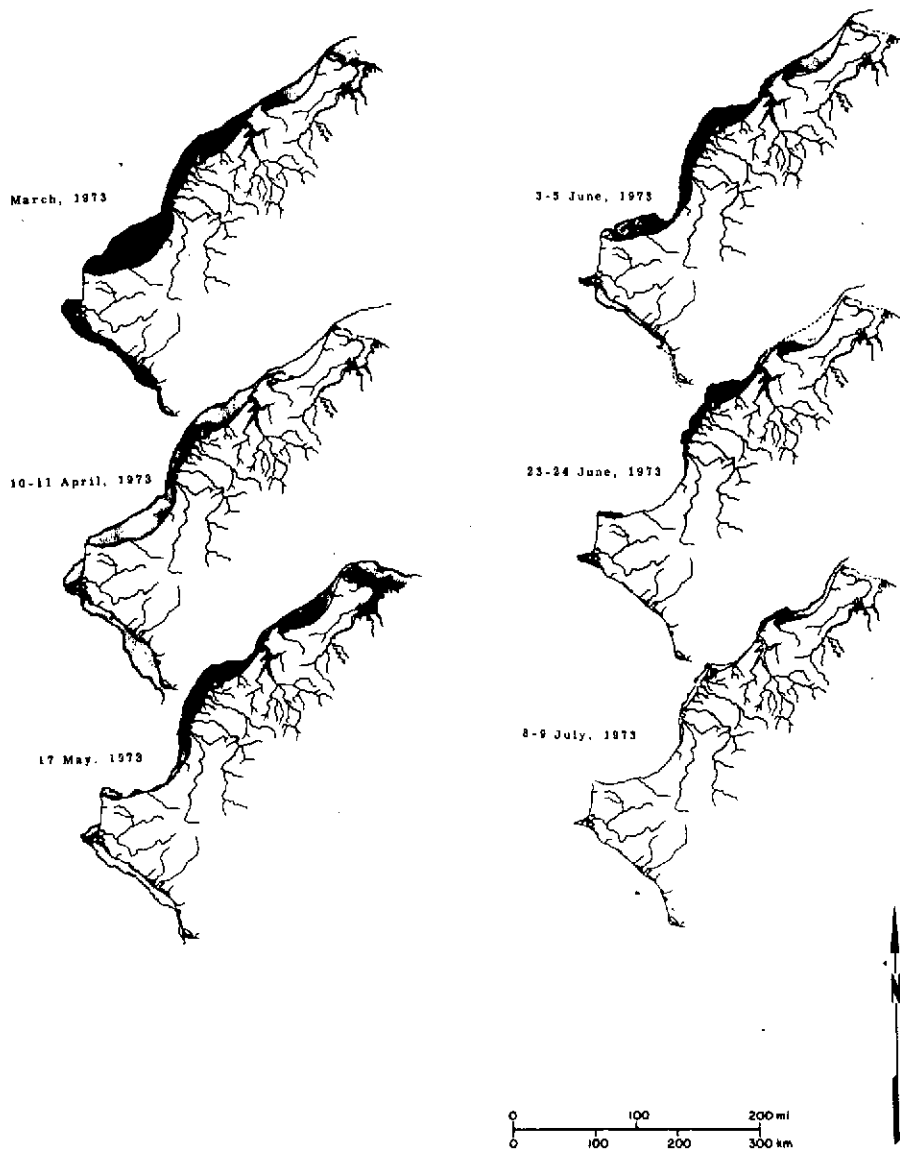 March, 1973
3-5 June, 1973
10-11 April, 1973
23-24 June, 1973
17 May. 1973
8-9 July, 1973
N
0 100 200 mi
0 100 200 300 km